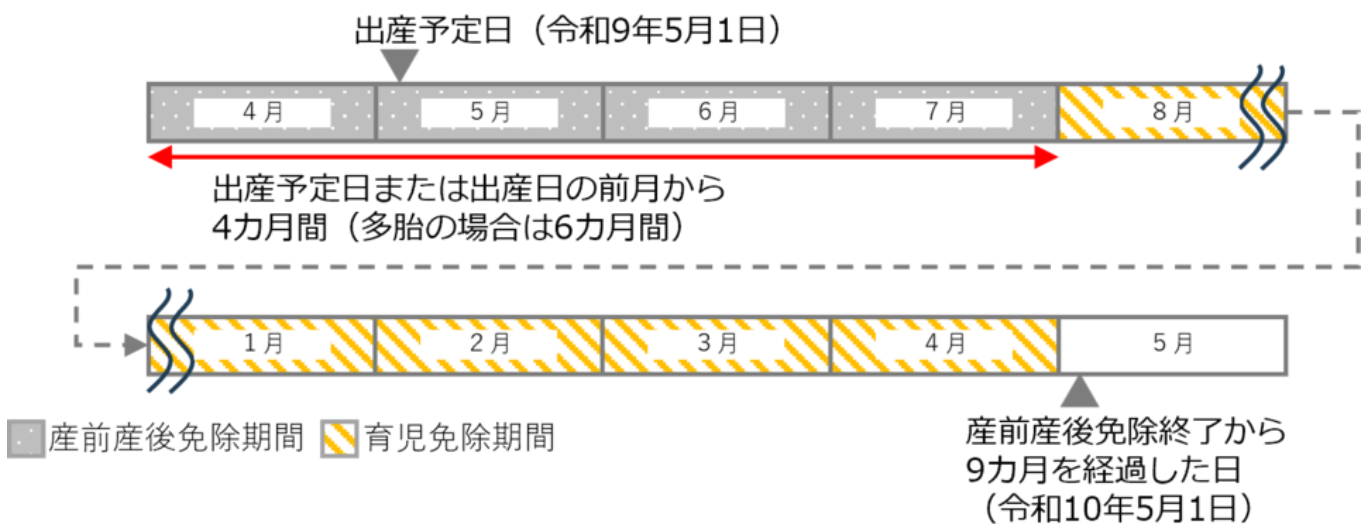 出産予定日（令和9年5月1日）
4月 5月 6月 7月 8月
出産予定日または出産日の前月から
4カ月間（多胎の場合は6カ月間）
1月 2月 3月 4月 5月
産前産後免除期間 育児免除期間
産前産後免除終了から
9カ月を経過した日
（令和10年5月1日）